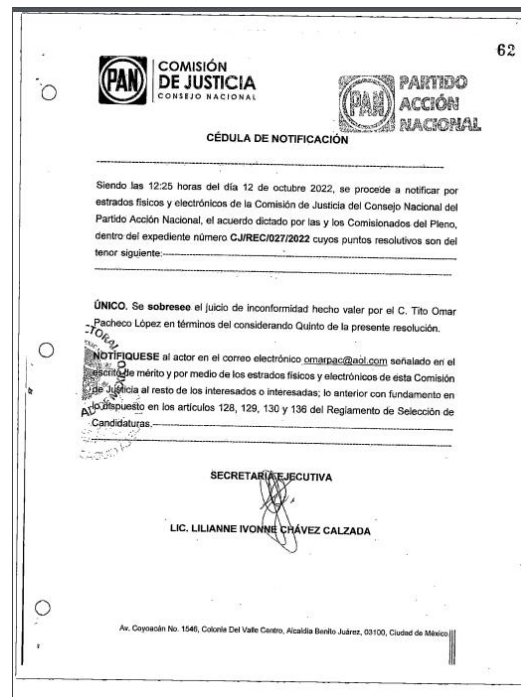 62
PAN
COMISIÓN
DE JUSTICIA
CONSEJO NACIONAL
PAN
PARTIDO
ACCIÓN
NACIONAL
CÉDULA DE NOTIFICACIÓN
Siendo las 12:25 horas del día 12 de octubre 2022, se procede a notificar por
estrados físicos y electrónicos de la Comisión de Justicia del Consejo Nacional del
Partido Acción Nacional, el acuerdo dictado por las y los Comisionados del Pleno,
dentro del expediente número CJ/REC/027/2022 cuyos puntos resolutivos son del
tenor siguiente:
ÚNICO. Se sobresee el juicio de inconformidad hecho valer por el C. Tito Omar
Pacheco López en términos del considerando Quinto de la presente resolución.
NOTIFÍQUESE al actor en el correo electrónico omarpac@aol.com señalado en el
escrito de mérito y por medio de los estrados físicos y electrónicos de esta Comisión
de Justicia al resto de los interesados o interesadas; lo anterior con fundamento en
lo dispuesto en los artículos 128, 129, 130 y 136 del Reglamento de Selección de
Candidaturas.
SECRETARIA EJECUTIVA
LIC. LILIANNE IVONNE CHÁVEZ CALZADA
Av. Coyoacán No. 1546, Colonia Del Valle Centro, Alcaldía Benito Juárez, 03100, Ciudad de México